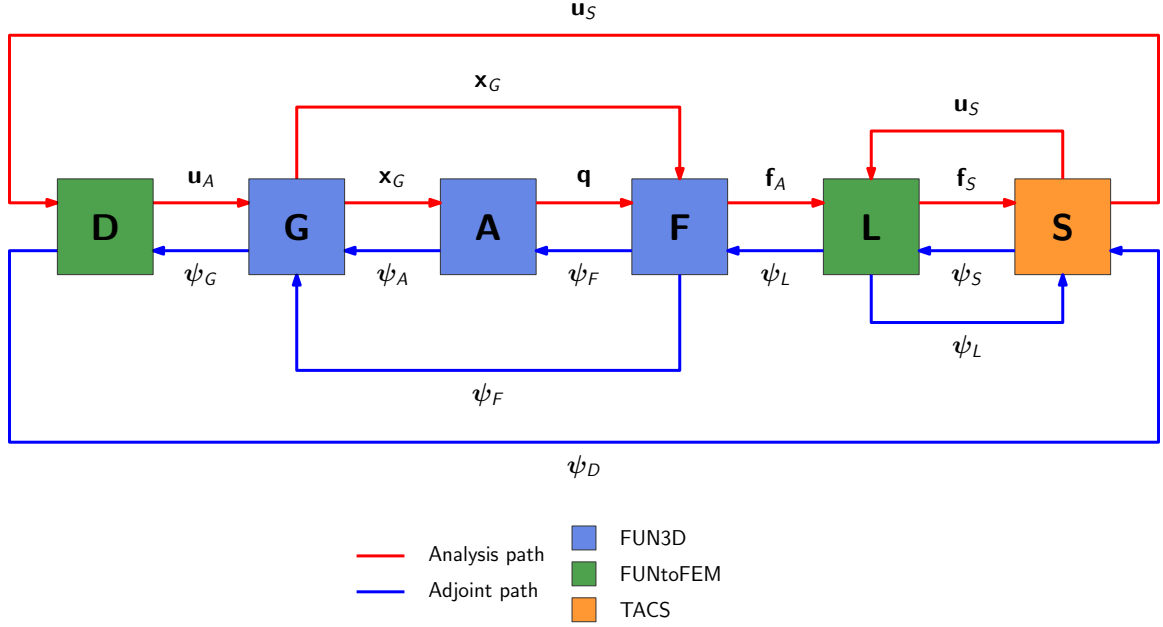 u_S
x_G
u_S
u_A
x_G
q
f_A
f_S
D
G
A
F
L
S
ψ_G
ψ_A
ψ_F
ψ_L
ψ_S
ψ_L
ψ_F
ψ_D
Analysis path
Adjoint path
FUN3D
FUNtoFEM
TACS